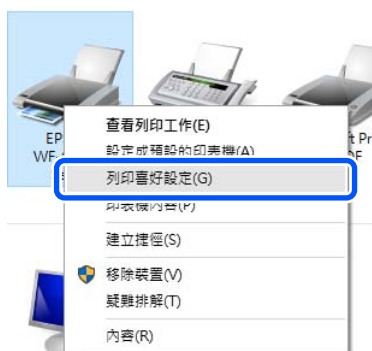 EP
WF-
t Pr
DF
查看列印工作(E)
設定成預設的印表機(A)
列印喜好設定(G)
印表機內容(P)
建立捷徑(S)
移除裝置(V)
疑難排解(T)
內容(R)